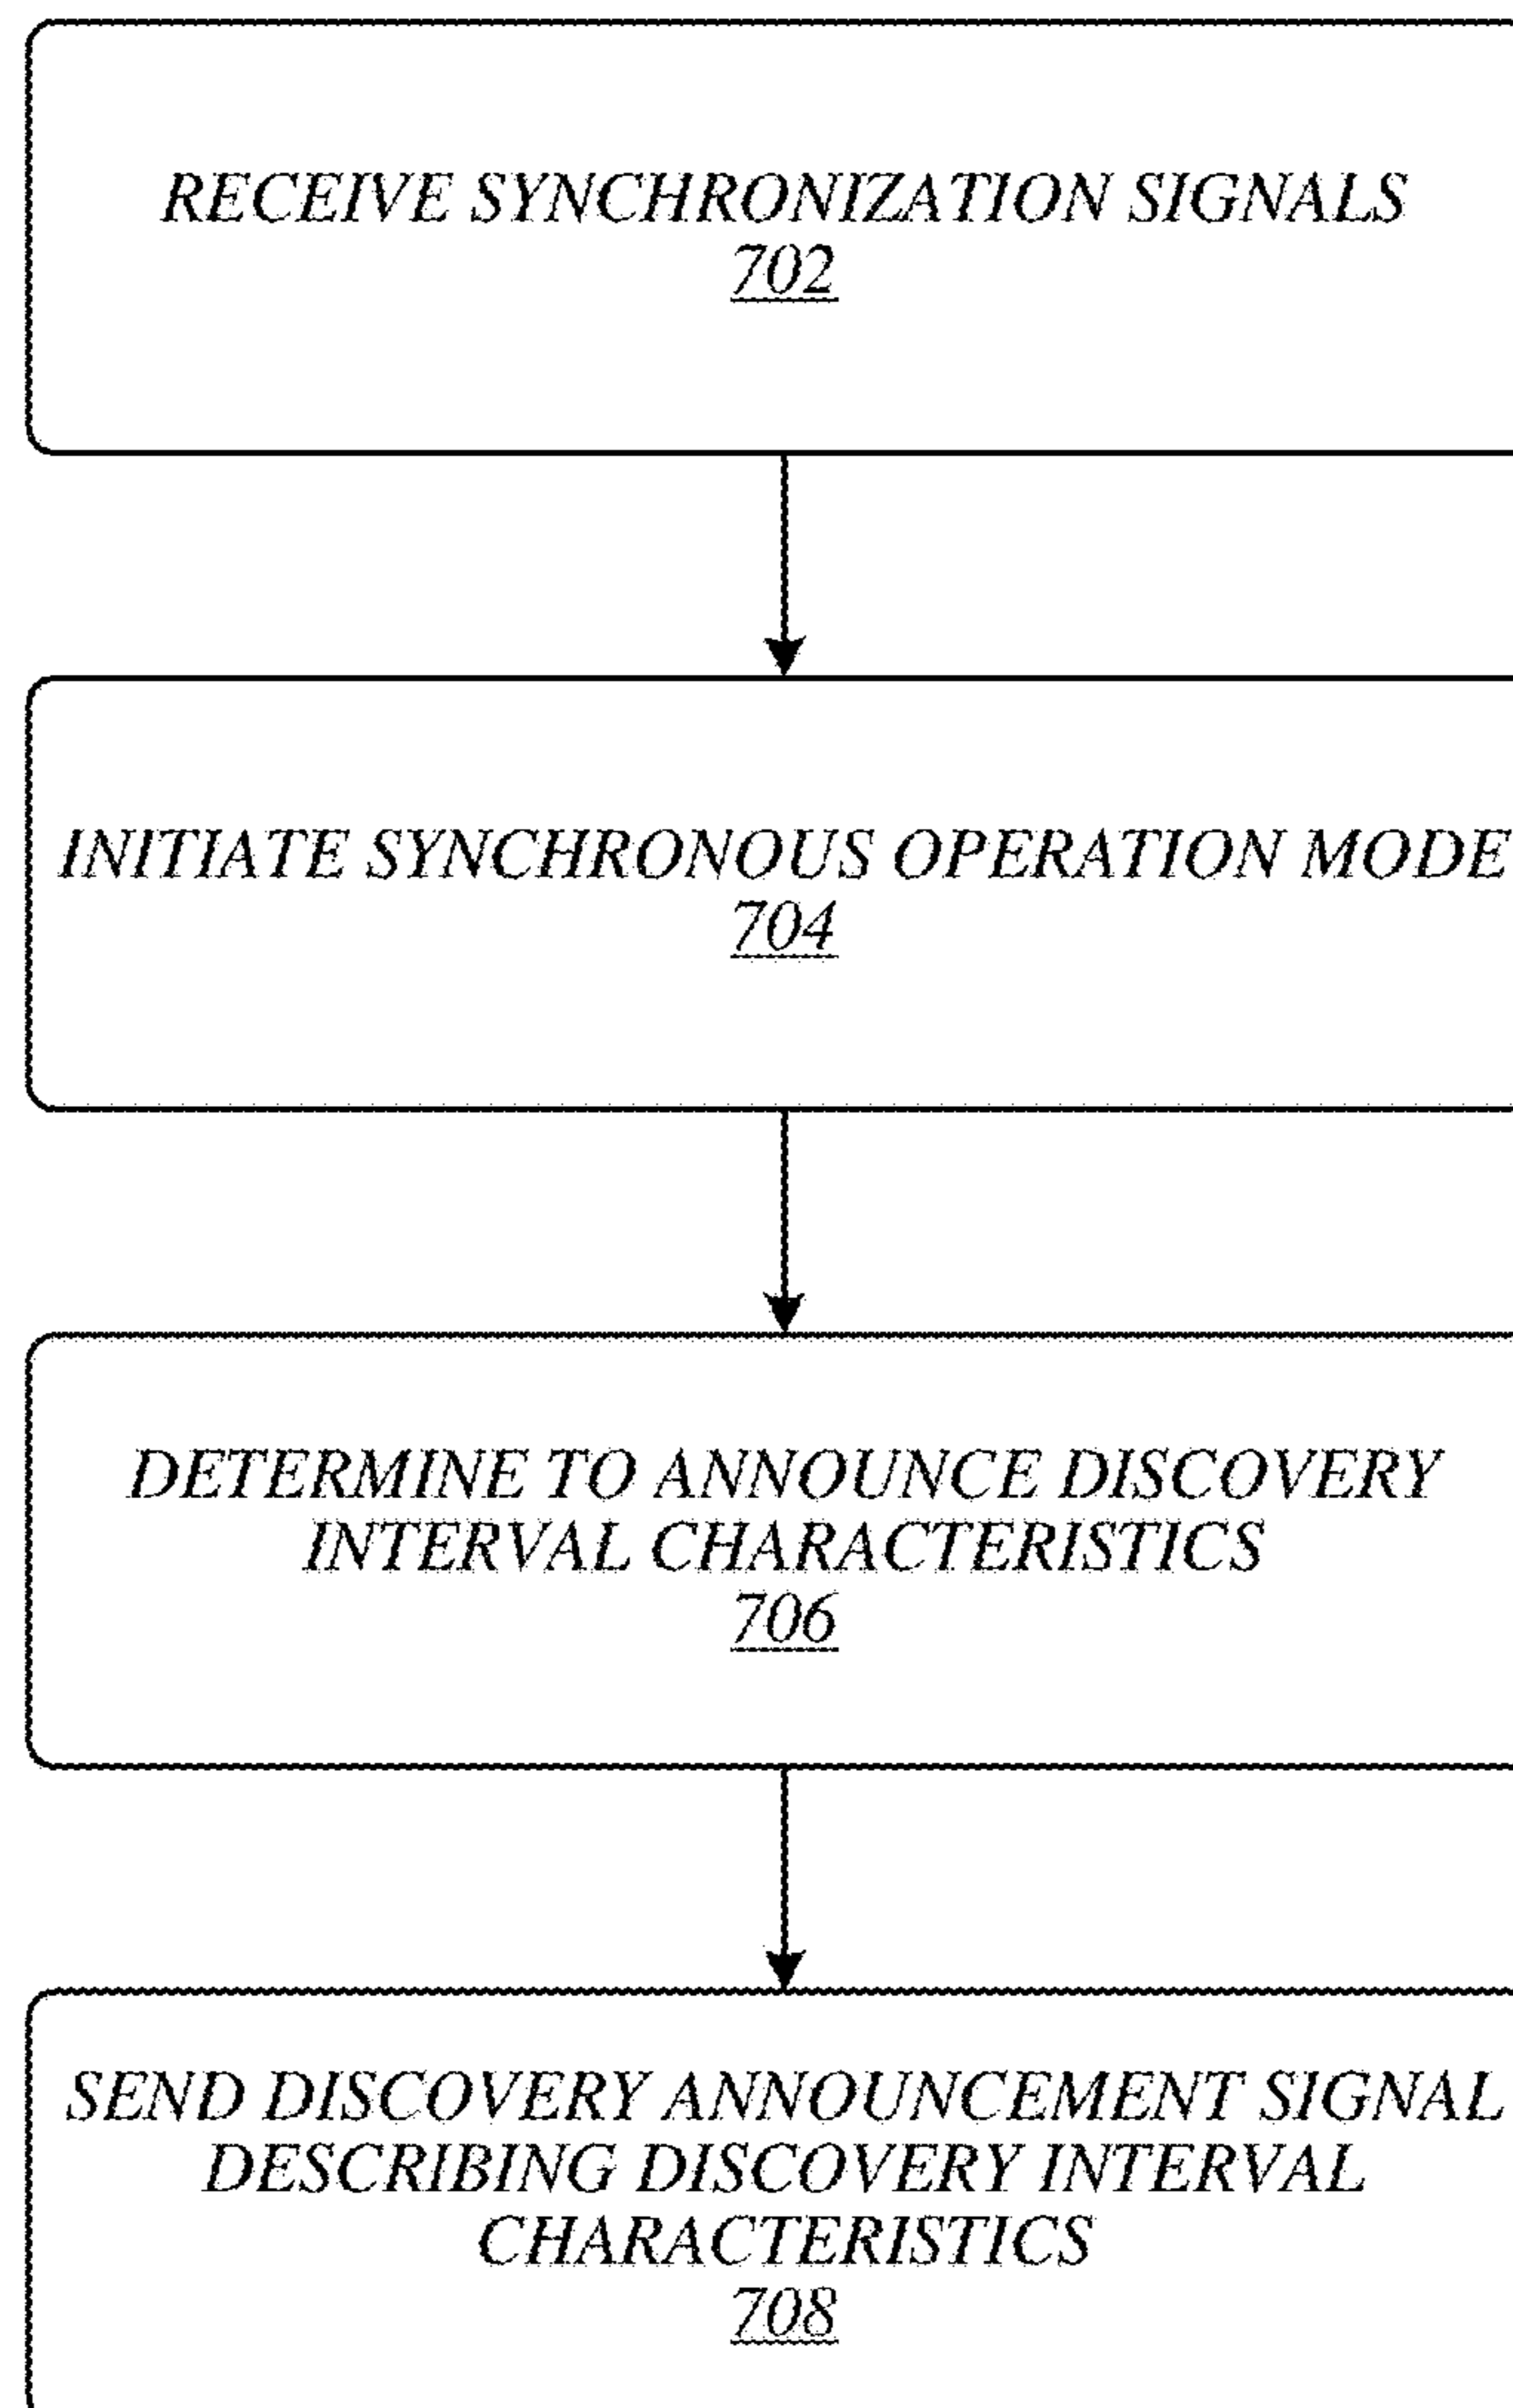 RECEIVE SYNCHRONIZATION SIGNALS
702
INITIATE SYNCHRONOUS OPERATION MODE
704
DETERMINE TO ANNOUNCE DISCOVERY
INTERVAL CHARACTERISTICS
706
SEND DISCOVERY ANNOUNCEMENT SIGNAL
DESCRIBING DISCOVERY INTERVAL
CHARACTERISTICS
708